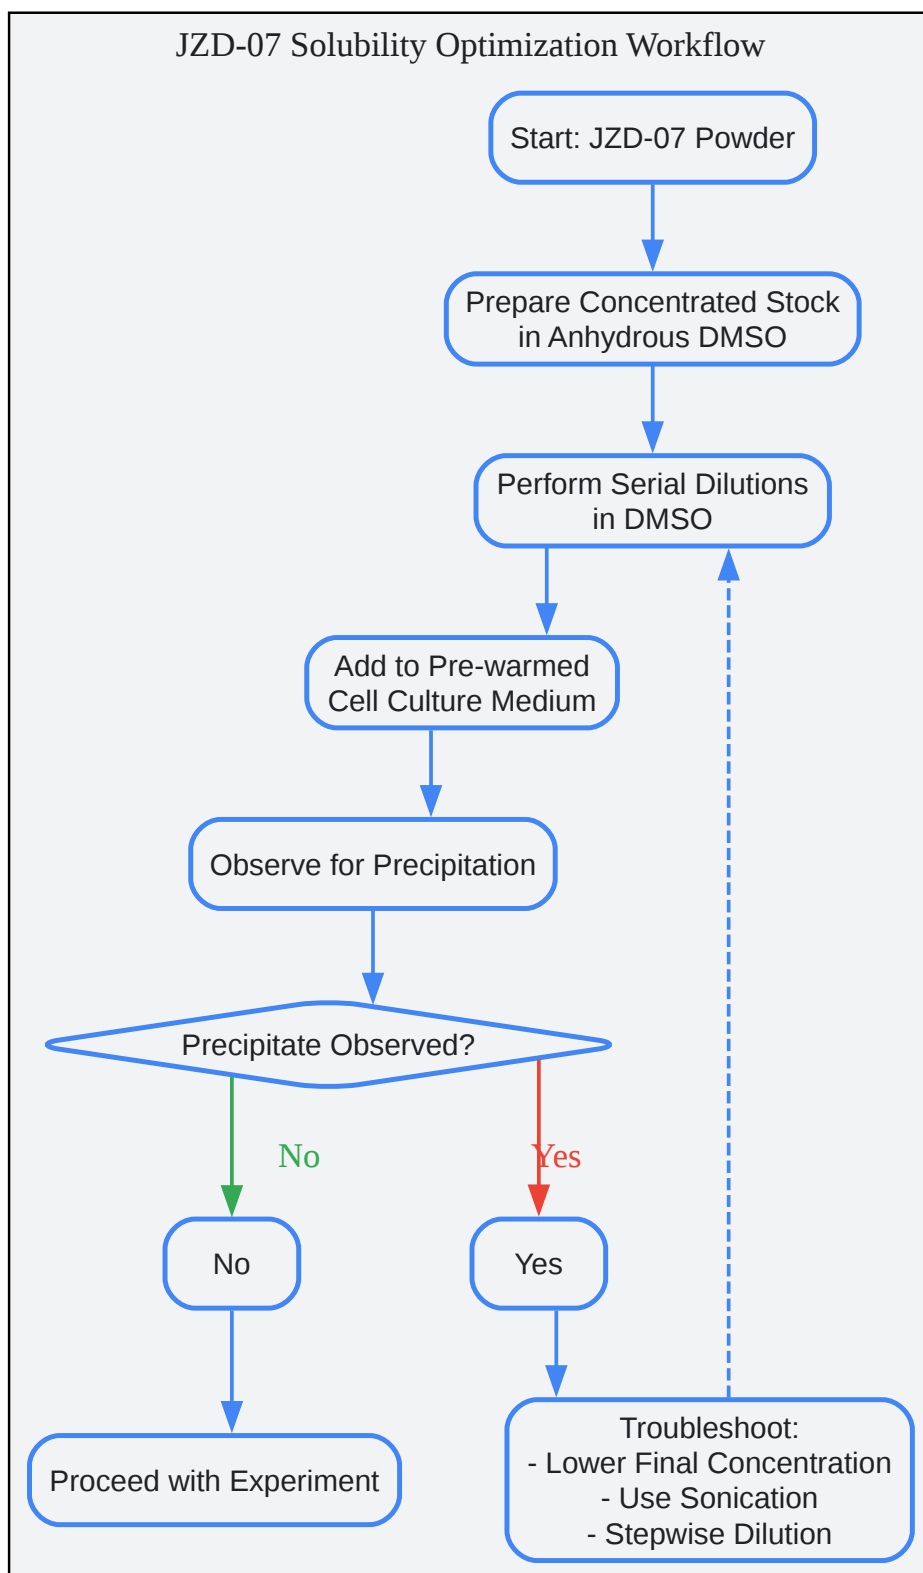 JZD-07 Solubility Optimization Workflow
Start: JZD-07 Powder
Prepare Concentrated Stock
in Anhydrous DMSO
Perform Serial Dilutions
in DMSO
Add to Pre-warmed
Cell Culture Medium
Observe for Precipitation
Precipitate Observed?
No
Yes
No
Yes
Proceed with Experiment
Troubleshoot:
- Lower Final Concentration
- Use Sonication
- Stepwise Dilution